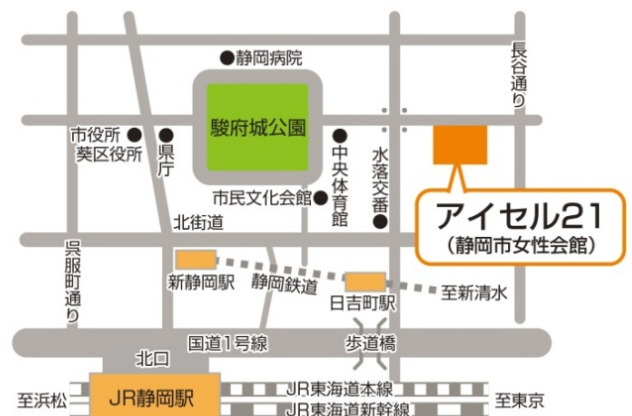 静岡病院
長谷通り
駿府城公園
市役所
葵区役所
県庁
中央体育館
水落交番
市民文化会館
アイセル21
(静岡市女性会館)
北街道
呉服町通り
新静岡駅
静岡鉄道
日吉町駅
至新清水
国道1号線
歩道橋
北口
至浜松
JR静岡駅
JR東海道本線
JR東海道新幹線
至東京